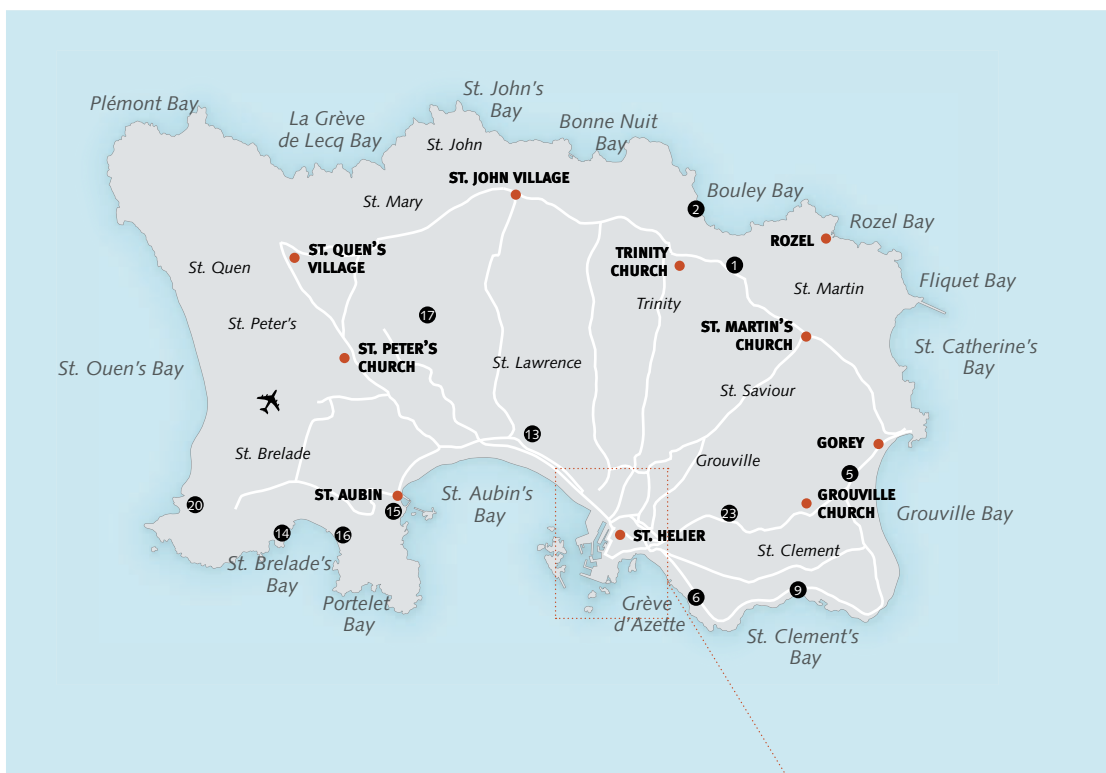 St. John's
Bay
Plémont Bay
La Grève
de Lecq Bay
Bonne Nuit
Bay
St. John
ST. JOHN VILLAGE
Bouley Bay
St. Mary
2
Rozel Bay
ROZEL
ST. QUEN'S
VILLAGE
TRINITY
CHURCH
1
St. Quen
Fliquet Bay
St. Martin
Trinity
17
St. Peter's
ST. MARTIN'S
CHURCH
St. Catherine's
Bay
ST. PETER'S
CHURCH
St. Ouen's Bay
St. Lawrence
St. Saviour
13
GOREY
St. Brelade
Grouville
5
ST. AUBIN
St. Aubin's
Bay
GROUVILLE
CHURCH
20
15
23
Grouville Bay
14
16
ST. HELIER
St. Clement
St. Brelade's
Bay
9
6
Portelet
Bay
Grève
d'Azette
St. Clement's
Bay